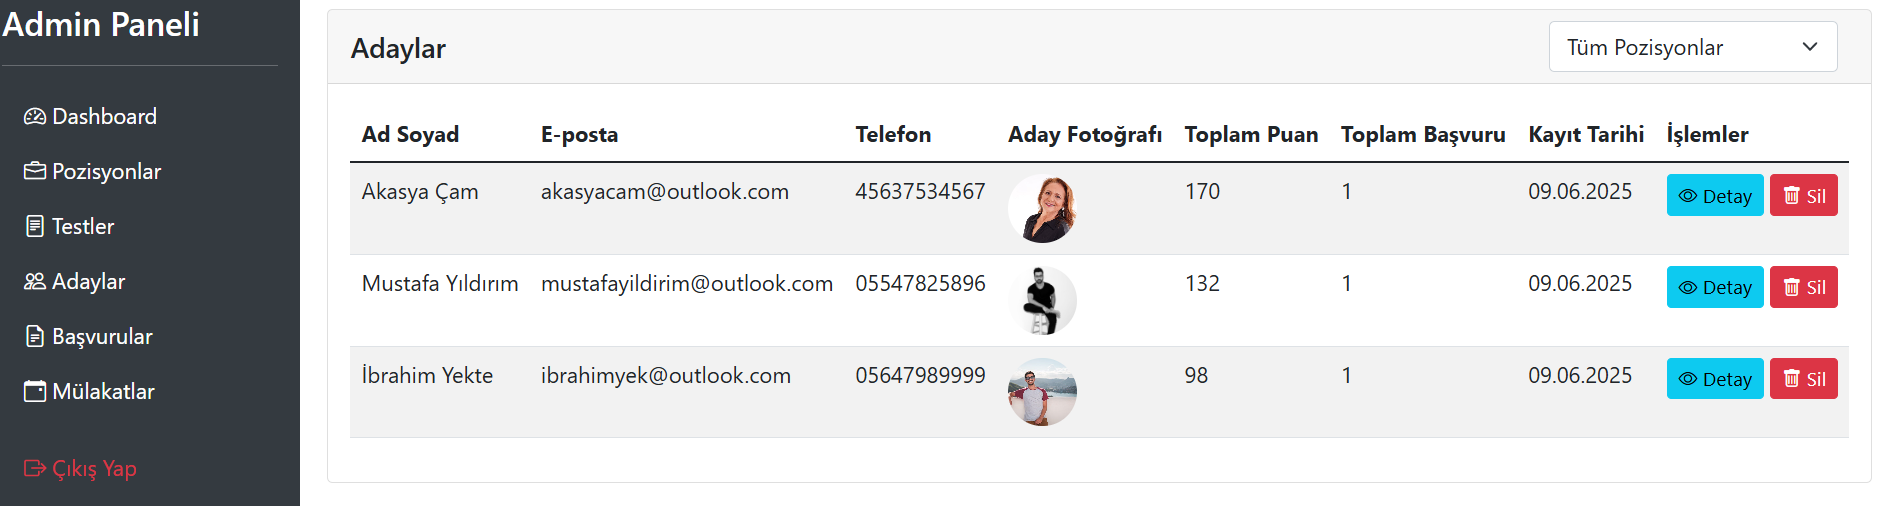 Admin Paneli
Dashboard
Pozisyonlar
Testler
Adaylar
Başvurular
Mülakatlar
Çıkış Yap
Adaylar
Tüm Pozisyonlar
Ad Soyad E-posta Telefon Aday Fotoğrafı Toplam Puan Toplam Başvuru Kayıt Tarihi İşlemler
Akasya Çam akasyacam@outlook.com 45637534567 170 1 09.06.2025 Detay Sil
Mustafa Yıldırım mustafayildirim@outlook.com 05547825896 132 1 09.06.2025 Detay Sil
İbrahim Yekte ibrahimyek@outlook.com 05647989999 98 1 09.06.2025 Detay Sil